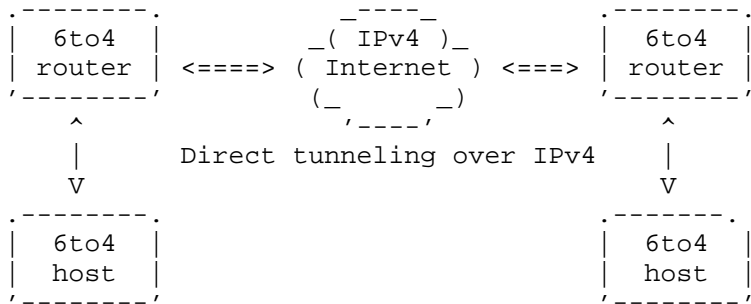 6to4 IPv4 6to4
router <====> Internet <===> router
Direct tunneling over IPv4
6to4 6to4
host host